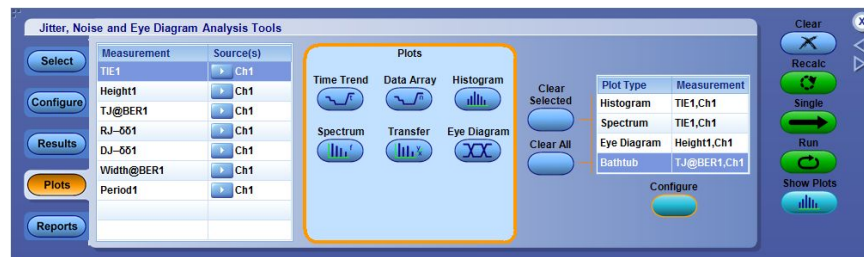 Jitter, Noise and Eye Diagram Analysis Tools
Select
Configure
Results
Plots
Reports
Measurement Source(s)
TIE1 Ch1
Height1 Ch1
TJ@BER1 Ch1
RJ–δδ1 Ch1
DJ–δδ1 Ch1
Width@BER1 Ch1
Period1 Ch1
Plots
Time Trend Data Array Histogram
Spectrum Transfer Eye Diagram
Clear Selected
Clear All
Plot Type Measurement
Histogram TIE1,Ch1
Spectrum TIE1,Ch1
Eye Diagram Height1,Ch1
Bathtub TJ@BER1,Ch1
Configure
Clear
Recalc
Single
Run
Show Plots